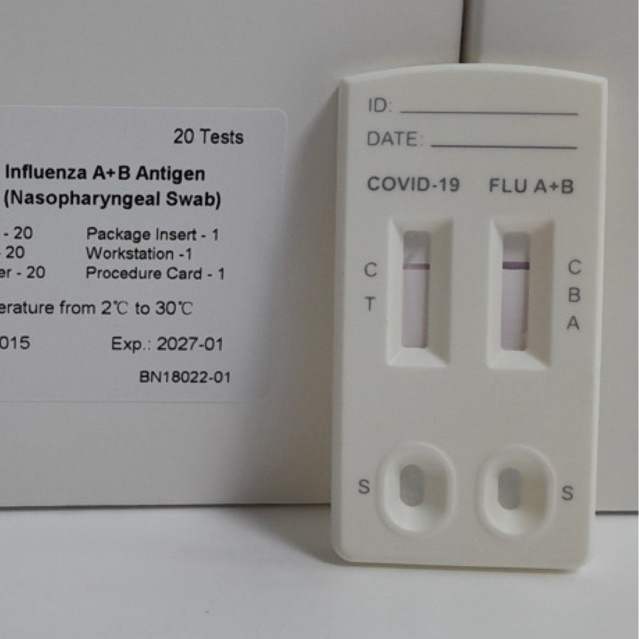 20 Tests
Influenza A+B Antigen
(Nasopharyngeal Swab)
- 20 Package Insert - 1
20 Workstation -1
er - 20 Procedure Card - 1
erature from 2℃ to 30℃
015 Exp.: 2027-01
BN18022-01
ID:
DATE:
COVID-19 FLU A+B
C C
T B
A
S S